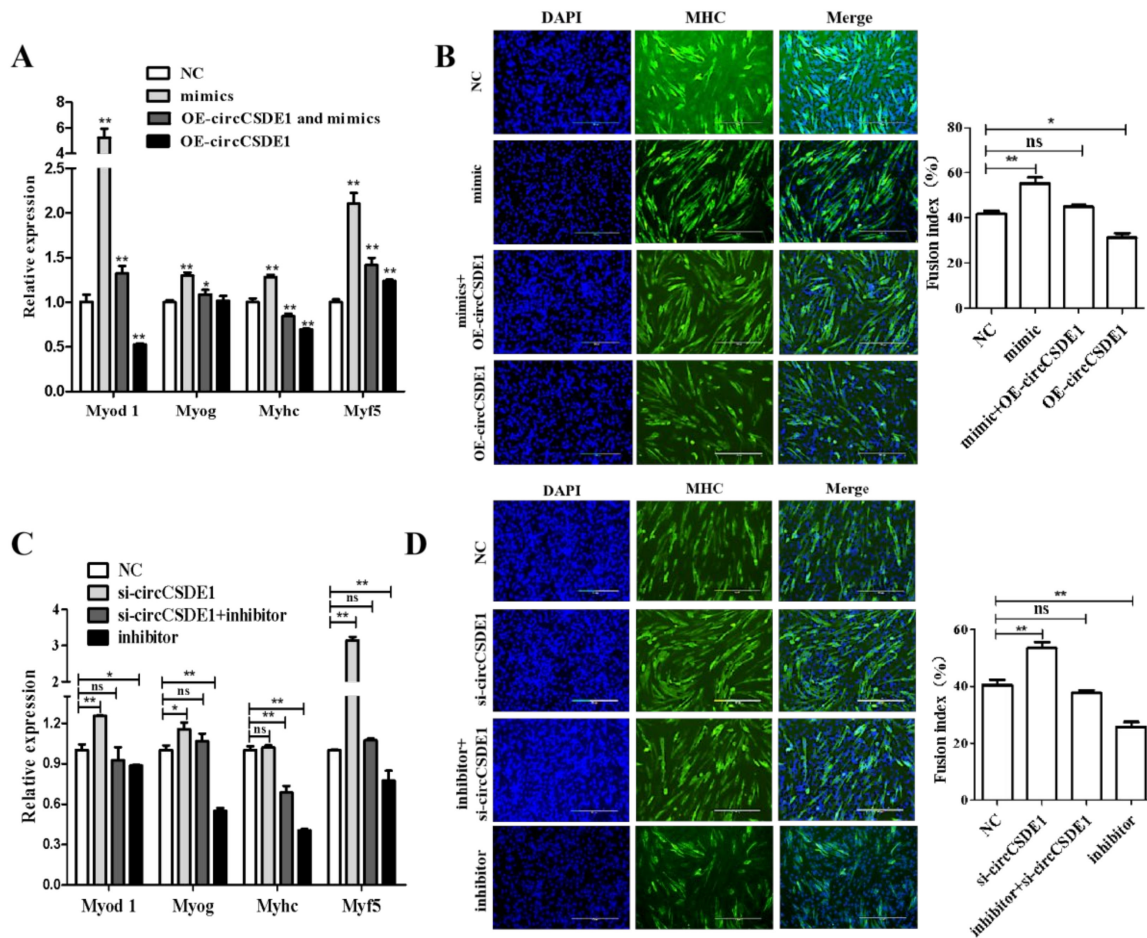 A
NC
mimics
OE-circCSDE1 and mimics
OE-circCSDE1
Relative expression
8
6
4
2.5
2.0
1.5
1.0
0.5
0.0
**
**
**
**
*
**
**
**
**
**
**
Myod 1
Myog
Myhc
Myf5
B
DAPI
MHC
Merge
NC
mimic
mimics+
OE-circCSDE1
OE-circCSDE1
Fusion index (%)
80
60
40
20
0
*
ns
**
NC
mimic
mimic+OE-circCSDE1
OE-circCSDE1
C
NC
si-circCSDE1
si-circCSDE1+inhibitor
inhibitor
Relative expression
4
3
2
1.2
0.9
0.6
0.3
0.0
*
ns
**
**
ns
*
**
**
ns
**
ns
**
Myod 1
Myog
Myhc
Myf5
D
DAPI
MHC
Merge
NC
si-circCSDE1
inhibitor+
si-circCSDE1
inhibitor
Fusion index (%)
60
40
20
0
**
ns
**
NC
si-circCSDE1
inhibitor+si-circCSDE1
inhibitor